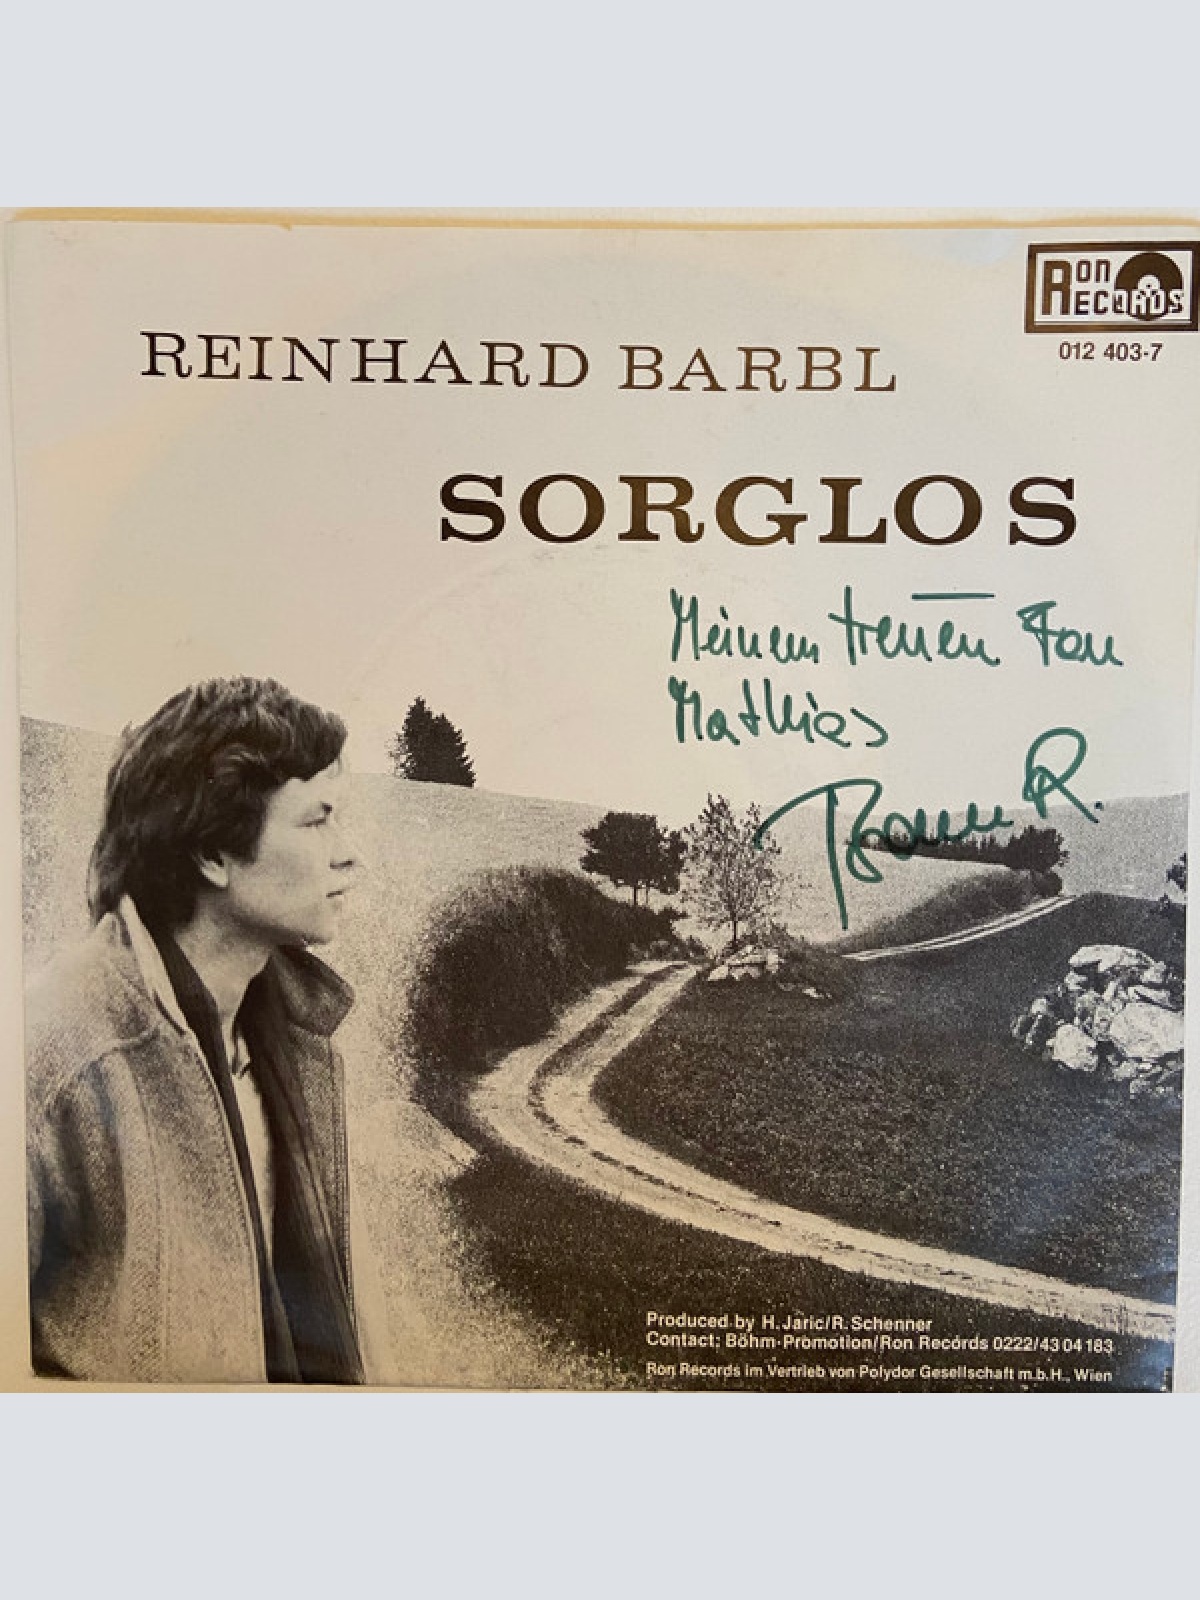 RON
RECORDS
012 403-7
REINHARD BARBL
SORGLOS
Meinem treuen Fan
Mathias
R.
Produced by H. Jaric/R. Schenner
Contact: Böhm-Promotion/Ron Records 0222/43 04 183
Ron Records im Vertrieb von Polydor Gesellschaft m.b.H., Wien